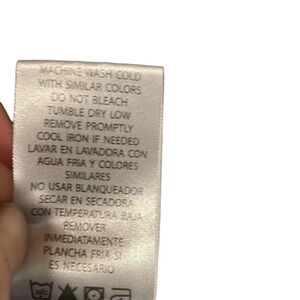 MACHINE WASH COLD
WITH SIMILAR COLORS
DO NOT BLEACH
TUMBLE DRY LOW
REMOVE PROMPTLY
COOL IRON IF NEEDED
LAVAR EN LAVADORA CON
AGUA FRIA Y COLORES
SIMILARES
NO USAR BLANQUEADOR
SECAR EN SECADORA
CON TEMPERATURA BAJA
REMOVER
INMEDIATAMENTE
PLANCHA FRIA SI
ES NECESARIO